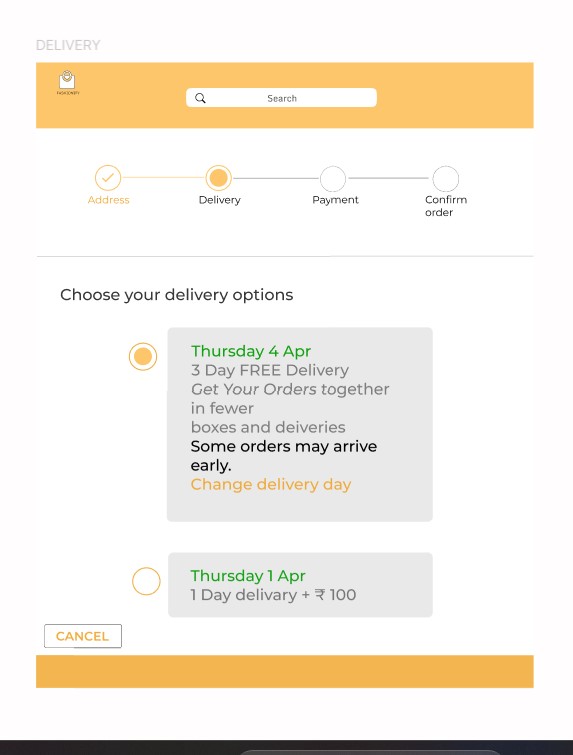 DELIVERY
FASHIONIFY
Search
Address
Delivery
Payment
Confirm
order
Choose your delivery options
Thursday 4 Apr
3 Day FREE Delivery
Get Your Orders together
in fewer
boxes and deiveries
Some orders may arrive
early.
Change delivery day
Thursday 1 Apr
1 Day delivary + ₹ 100
CANCEL